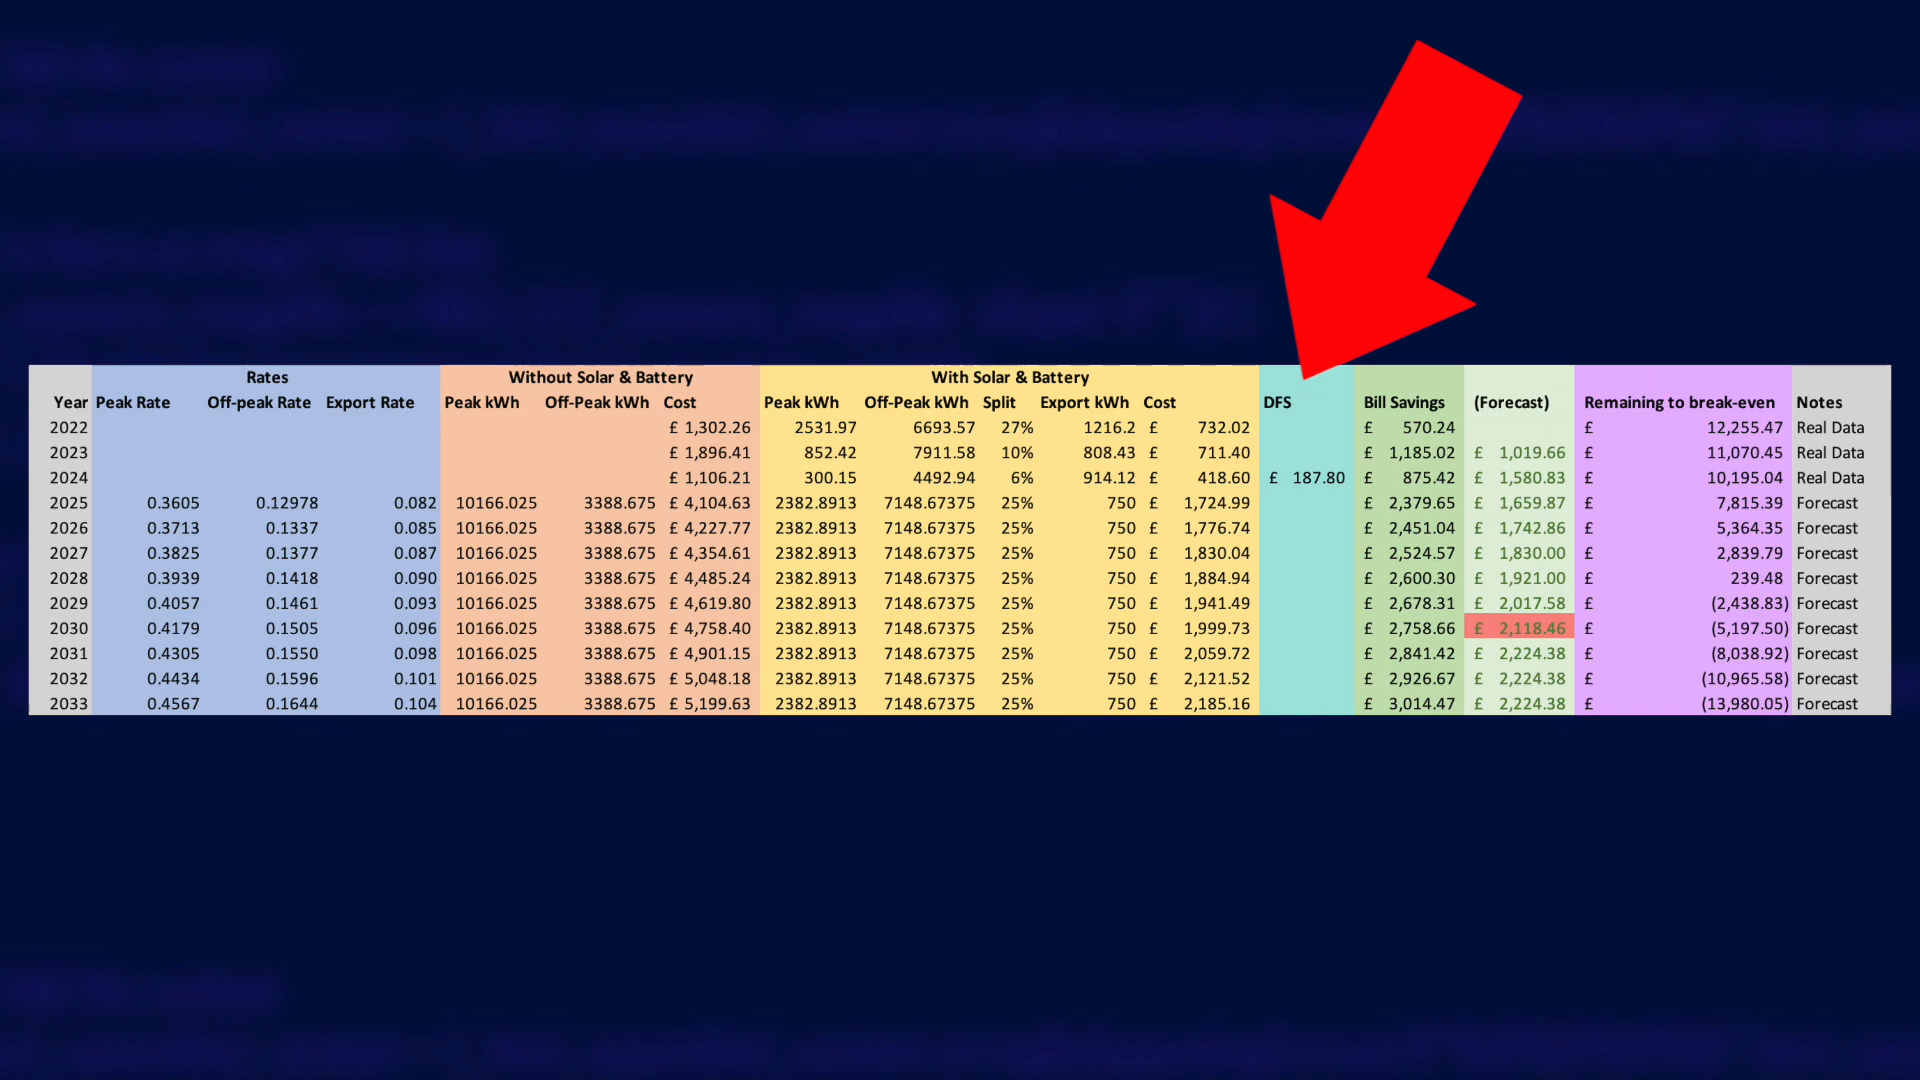 Rates Without Solar & Battery With Solar & Battery
Year Peak Rate Off-peak Rate Export Rate Peak kWh Off-Peak kWh Cost Peak kWh Off-Peak kWh Split Export kWh Cost DFS Bill Savings (Forecast) Remaining to break-even Notes
2022 £ 1,302.26 2531.97 6693.57 27% 1216.2 £ 732.02 £ 570.24 £ 12,255.47 Real Data
2023 £ 1,896.41 852.42 7911.58 10% 808.43 £ 711.40 £ 1,185.02 £ 1,019.66 £ 11,070.45 Real Data
2024 £ 1,106.21 300.15 4492.94 6% 914.12 £ 418.60 £ 187.80 £ 875.42 £ 1,580.83 £ 10,195.04 Real Data
2025 0.3605 0.12978 0.082 10166.025 3388.675 £ 4,104.63 2382.8913 7148.67375 25% 750 £ 1,724.99 £ 2,379.65 £ 1,659.87 £ 7,815.39 Forecast
2026 0.3713 0.1337 0.085 10166.025 3388.675 £ 4,227.77 2382.8913 7148.67375 25% 750 £ 1,776.74 £ 2,451.04 £ 1,742.86 £ 5,364.35 Forecast
2027 0.3825 0.1377 0.087 10166.025 3388.675 £ 4,354.61 2382.8913 7148.67375 25% 750 £ 1,830.04 £ 2,524.57 £ 1,830.00 £ 2,839.79 Forecast
2028 0.3939 0.1418 0.090 10166.025 3388.675 £ 4,485.24 2382.8913 7148.67375 25% 750 £ 1,884.94 £ 2,600.30 £ 1,921.00 £ 239.48 Forecast
2029 0.4057 0.1461 0.093 10166.025 3388.675 £ 4,619.80 2382.8913 7148.67375 25% 750 £ 1,941.49 £ 2,678.31 £ 2,017.58 £ (2,438.83) Forecast
2030 0.4179 0.1505 0.096 10166.025 3388.675 £ 4,758.40 2382.8913 7148.67375 25% 750 £ 1,999.73 £ 2,758.66 £ 2,118.46 £ (5,197.50) Forecast
2031 0.4305 0.1550 0.098 10166.025 3388.675 £ 4,901.15 2382.8913 7148.67375 25% 750 £ 2,059.72 £ 2,841.42 £ 2,224.38 £ (8,038.92) Forecast
2032 0.4434 0.1596 0.101 10166.025 3388.675 £ 5,048.18 2382.8913 7148.67375 25% 750 £ 2,121.52 £ 2,926.67 £ 2,224.38 £ (10,965.58) Forecast
2033 0.4567 0.1644 0.104 10166.025 3388.675 £ 5,199.63 2382.8913 7148.67375 25% 750 £ 2,185.16 £ 3,014.47 £ 2,224.38 £ (13,980.05) Forecast